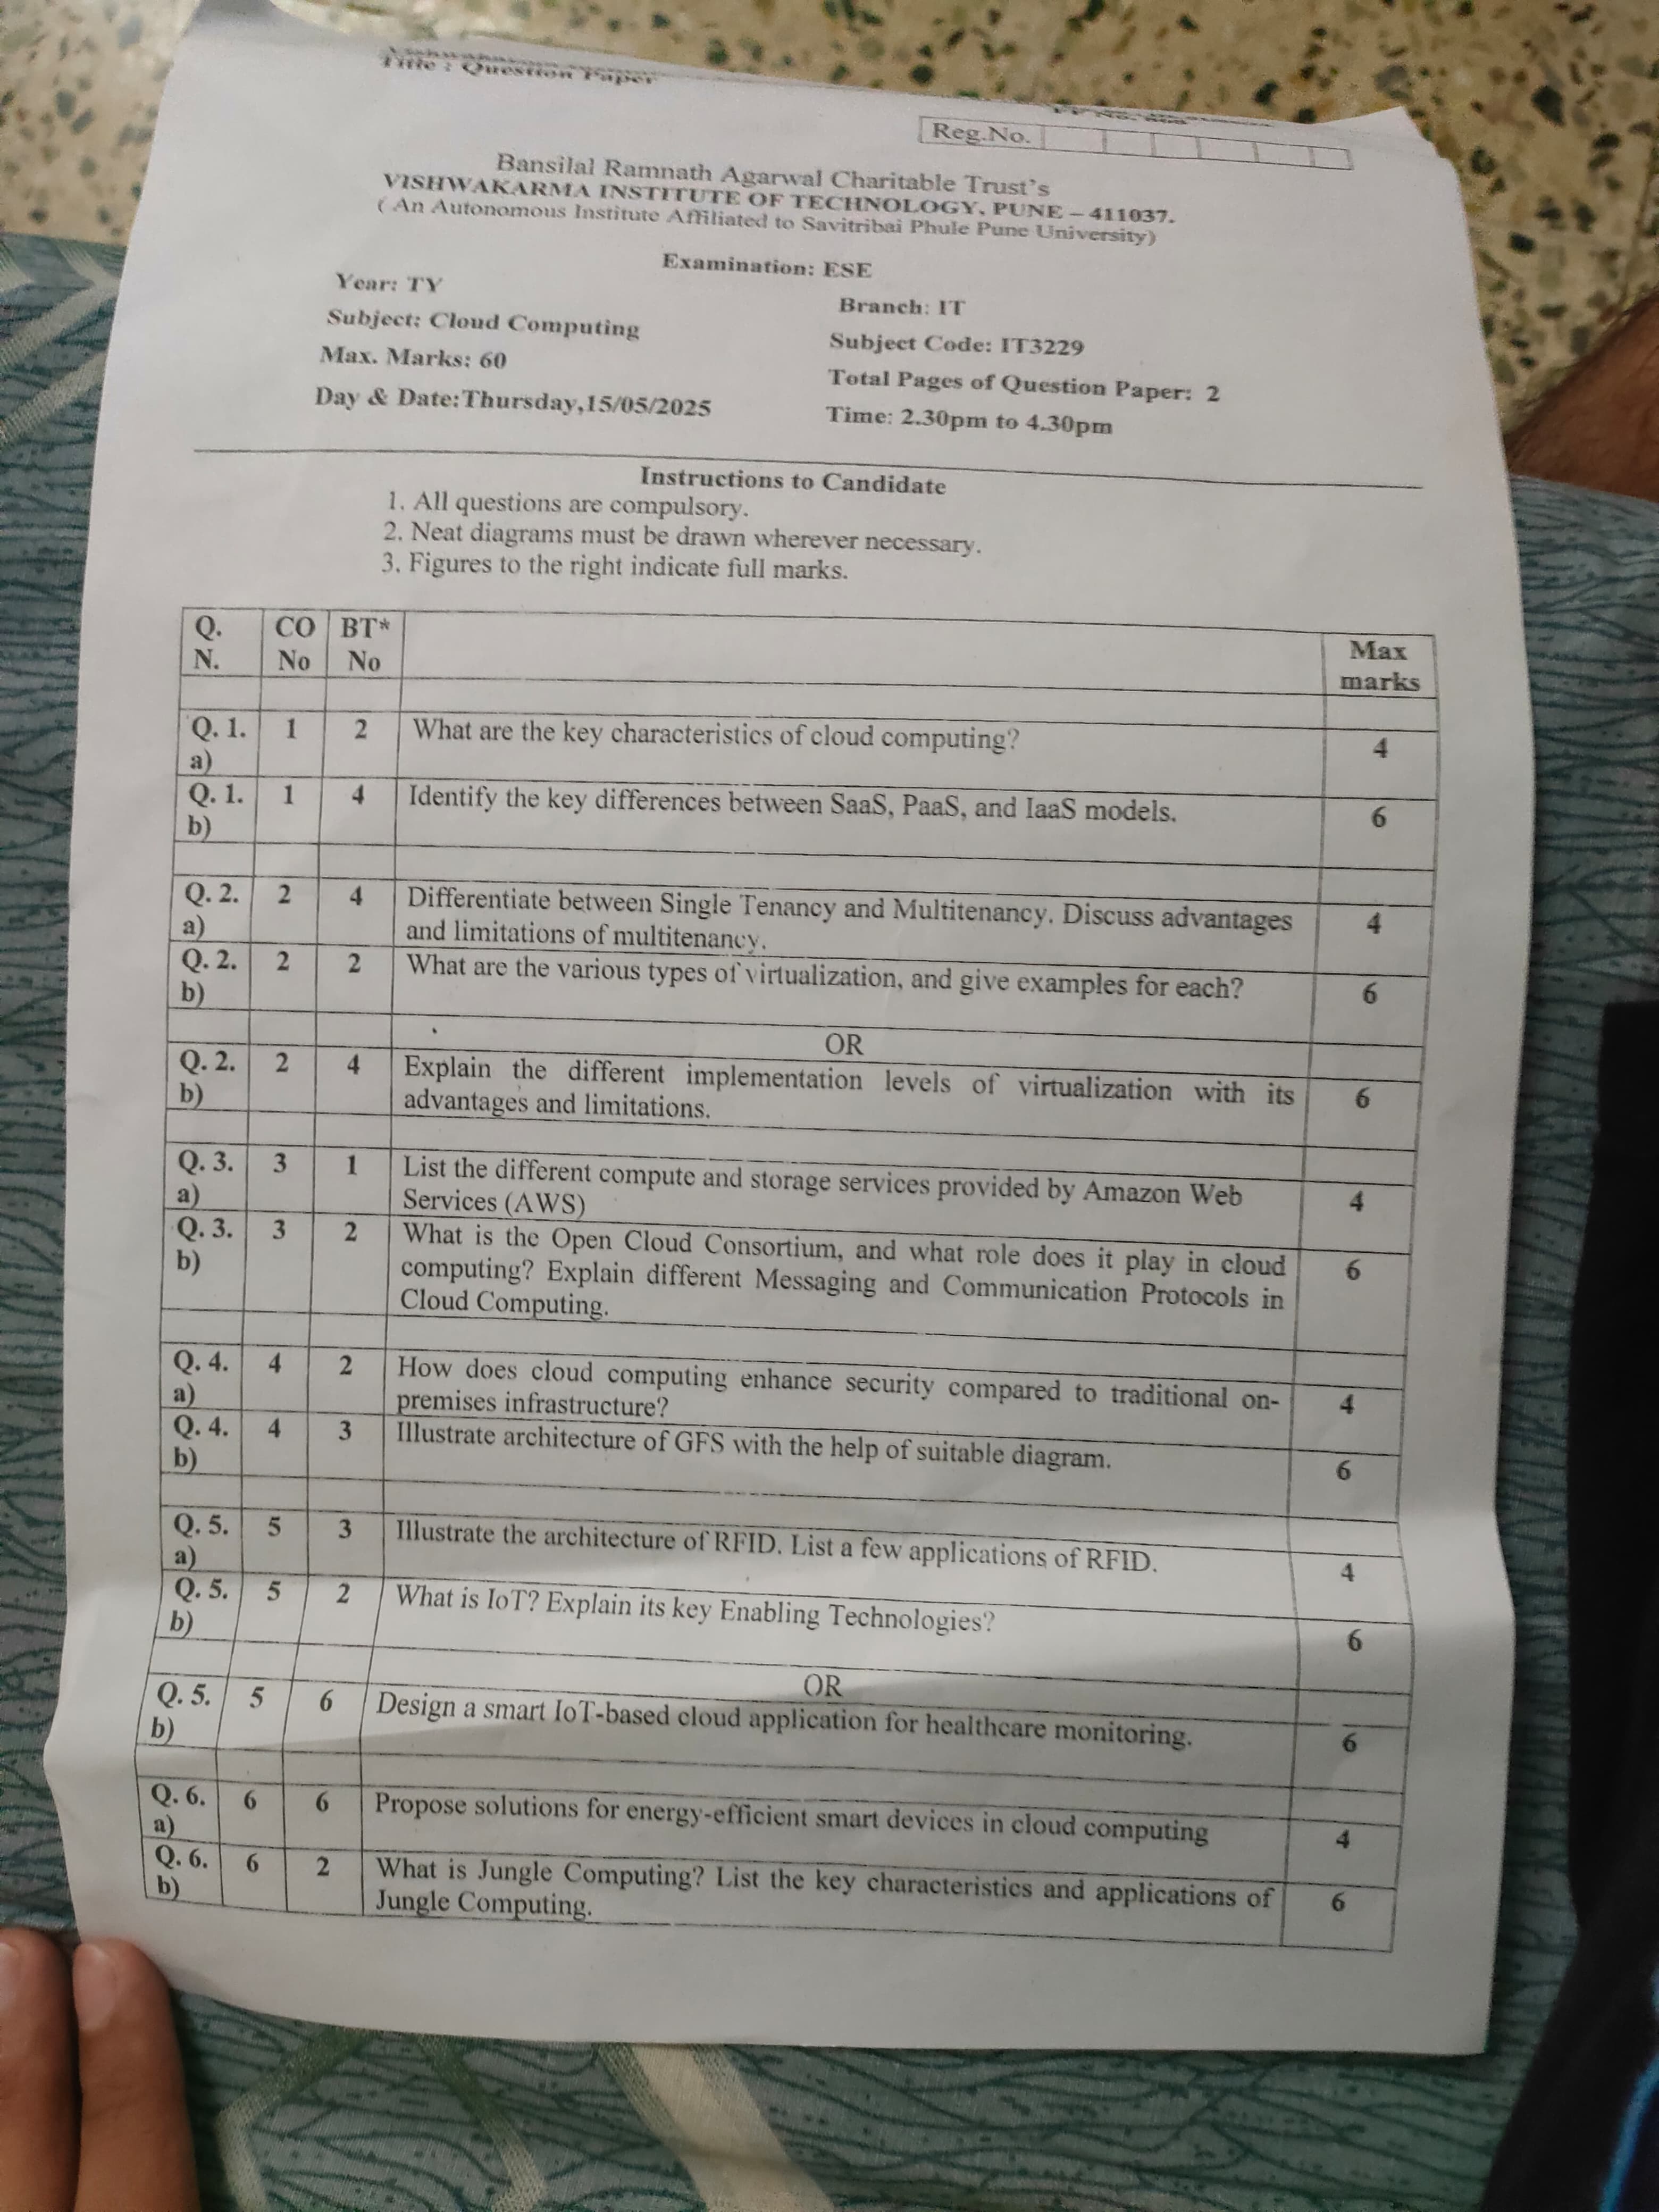 Title : Question Paper
Reg.No.
Bansilal Ramnath Agarwal Charitable Trust's
VISHWAKARMA INSTITUTE OF TECHNOLOGY, PUNE – 411037.
( An Autonomous Institute Affiliated to Savitribai Phule Pune University)
Examination: ESE
Year: TY
Branch: IT
Subject: Cloud Computing
Subject Code: IT3229
Max. Marks: 60
Total Pages of Question Paper: 2
Day & Date:Thursday,15/05/2025
Time: 2.30pm to 4.30pm
Instructions to Candidate
1. All questions are compulsory.
2. Neat diagrams must be drawn wherever necessary.
3. Figures to the right indicate full marks.
Q. N. CO No BT* No Max marks
Q. 1. a) 1 2 What are the key characteristics of cloud computing? 4
Q. 1. b) 1 4 Identify the key differences between SaaS, PaaS, and IaaS models. 6
Q. 2. a) 2 4 Differentiate between Single Tenancy and Multitenancy. Discuss advantages
and limitations of multitenancy. 4
Q. 2. b) 2 2 What are the various types of virtualization, and give examples for each? 6
OR
Q. 2. b) 2 4 Explain the different implementation levels of virtualization with its
advantages and limitations. 6
Q. 3. a) 3 1 List the different compute and storage services provided by Amazon Web
Services (AWS) 4
Q. 3. b) 3 2 What is the Open Cloud Consortium, and what role does it play in cloud
computing? Explain different Messaging and Communication Protocols in
Cloud Computing. 6
Q. 4. a) 4 2 How does cloud computing enhance security compared to traditional on-
premises infrastructure? 4
Q. 4. b) 4 3 Illustrate architecture of GFS with the help of suitable diagram. 6
Q. 5. a) 5 3 Illustrate the architecture of RFID. List a few applications of RFID. 4
Q. 5. b) 5 2 What is IoT? Explain its key Enabling Technologies? 6
OR
Q. 5. b) 5 6 Design a smart IoT-based cloud application for healthcare monitoring. 6
Q. 6. a) 6 6 Propose solutions for energy-efficient smart devices in cloud computing 4
Q. 6. b) 6 2 What is Jungle Computing? List the key characteristics and applications of
Jungle Computing. 6